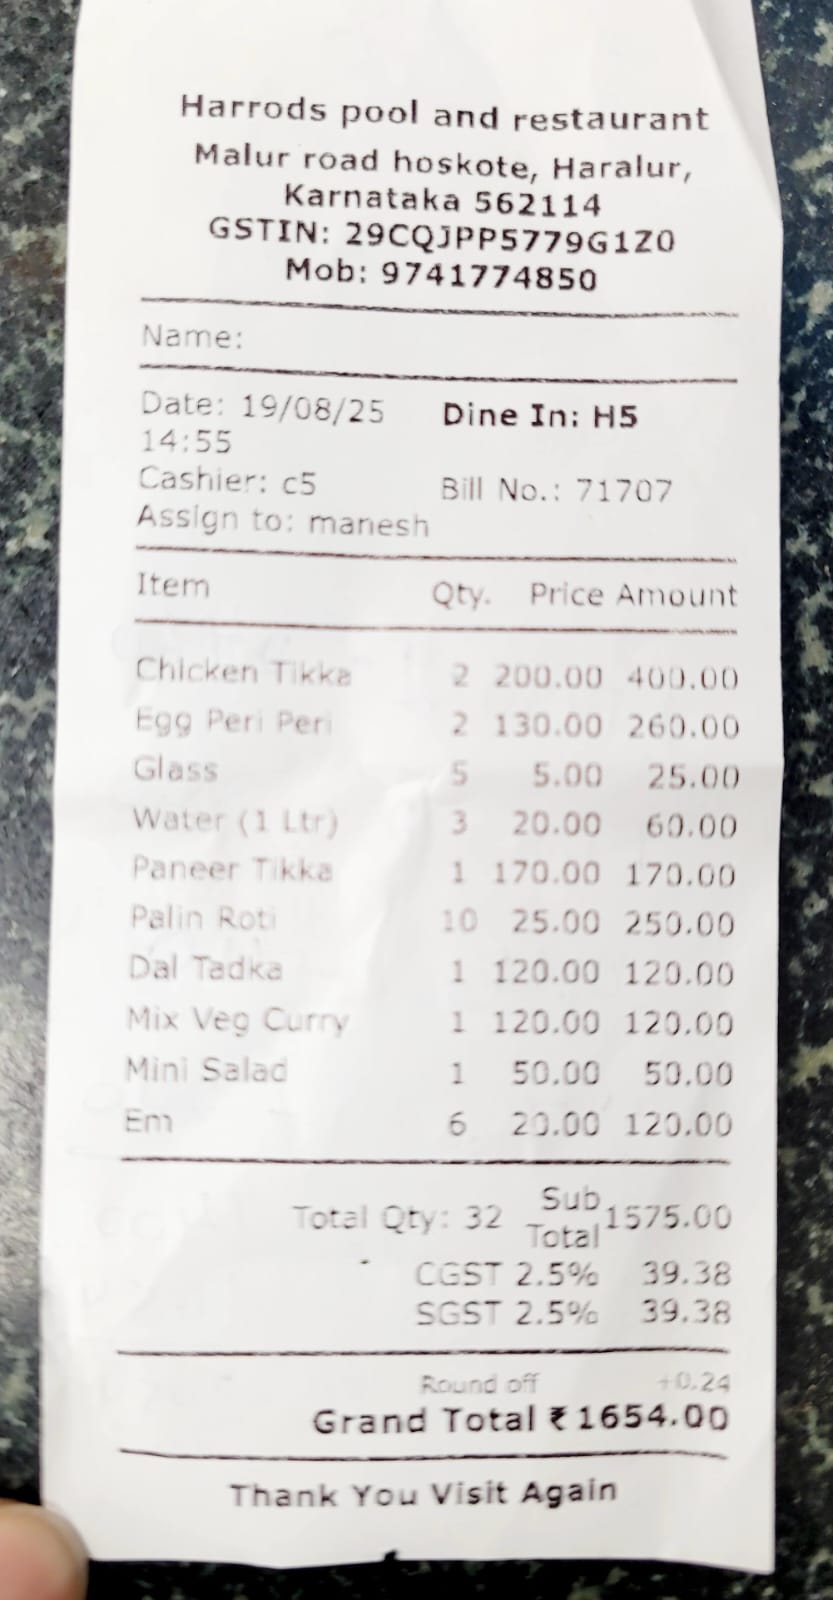 Harrods pool and restaurant
Malur road hoskote, Haralur,
Karnataka 562114
GSTIN: 29CQJPP5779G1Z0
Mob: 9741774850
Name:
Date: 19/08/25 Dine In: H5
14:55
Cashier: c5 Bill No.: 71707
Assign to: manesh
Item Qty. Price Amount
Chicken Tikka 2 200.00 400.00
Egg Peri Peri 2 130.00 260.00
Glass 5 5.00 25.00
Water (1 Ltr) 3 20.00 60.00
Paneer Tikka 1 170.00 170.00
Palin Roti 10 25.00 250.00
Dal Tadka 1 120.00 120.00
Mix Veg Curry 1 120.00 120.00
Mini Salad 1 50.00 50.00
Em 6 20.00 120.00
Total Qty: 32 Sub Total 1575.00
CGST 2.5% 39.38
SGST 2.5% 39.38
Round off +0.24
Grand Total ₹ 1654.00
Thank You Visit Again